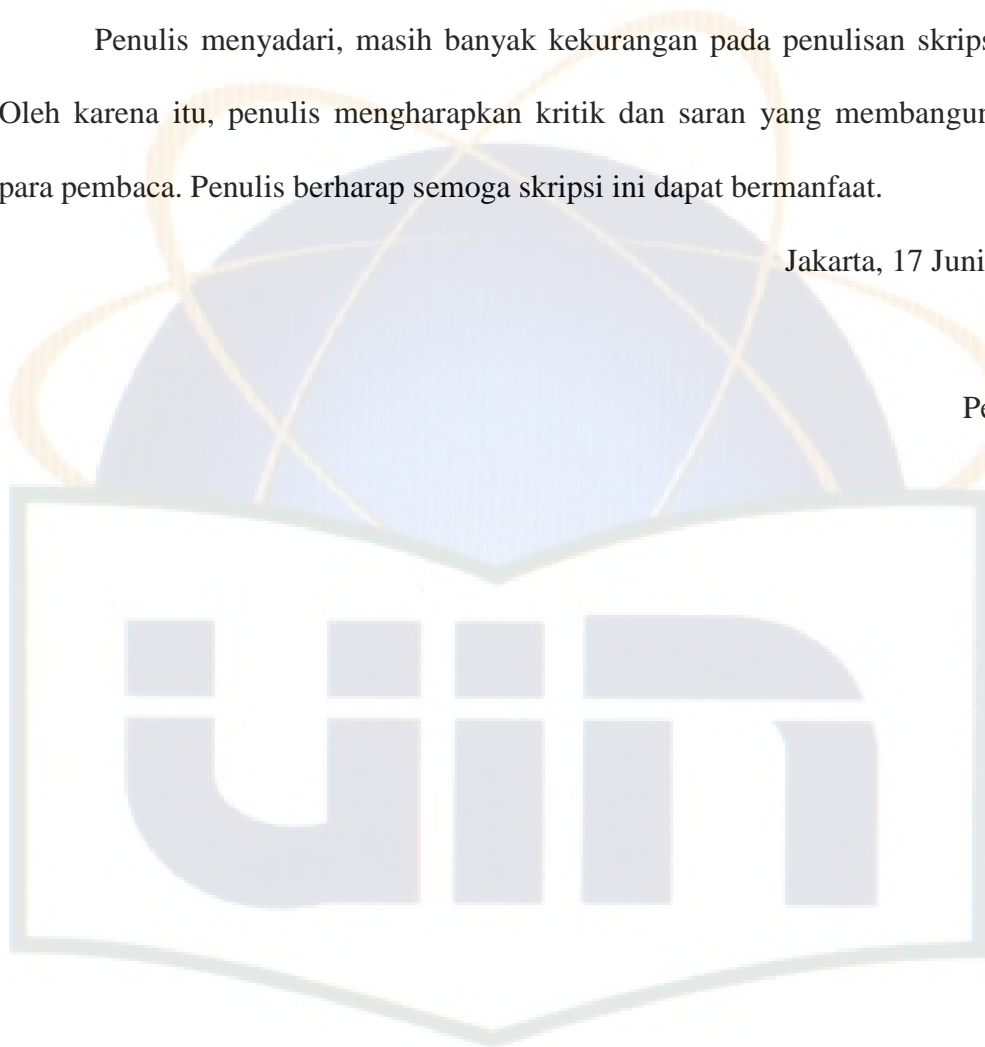 Penulis menyadari, masih banyak kekurangan pada penulisan skrips
Oleh karena itu, penulis mengharapkan kritik dan saran yang membangun
para pembaca. Penulis berharap semoga skripsi ini dapat bermanfaat.
Jakarta, 17 Juni
Pe
uin